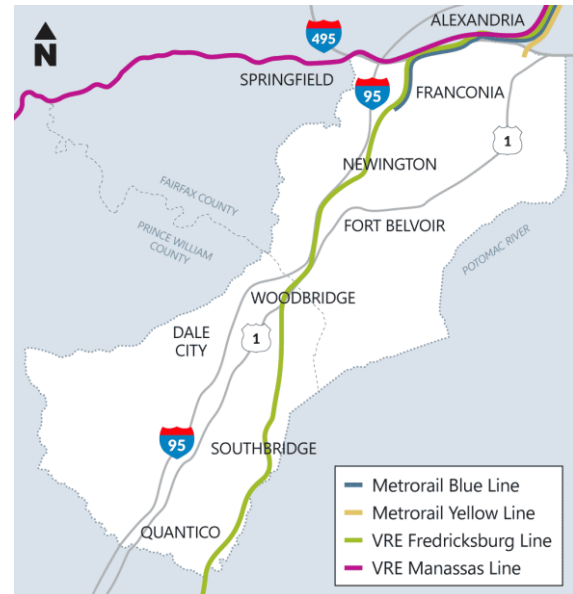 N
ALEXANDRIA
495
SPRINGFIELD
95
FRANCONIA
1
NEWINGTON
FAIRFAX COUNTY
PRINCE WILLIAM
COUNTY
FORT BELVOIR
POTOMAC RIVER
WOODBRIDGE
DALE
CITY
1
95
SOUTHBRIDGE
QUANTICO
Metrorail Blue Line
Metrorail Yellow Line
VRE Fredricksburg Line
VRE Manassas Line